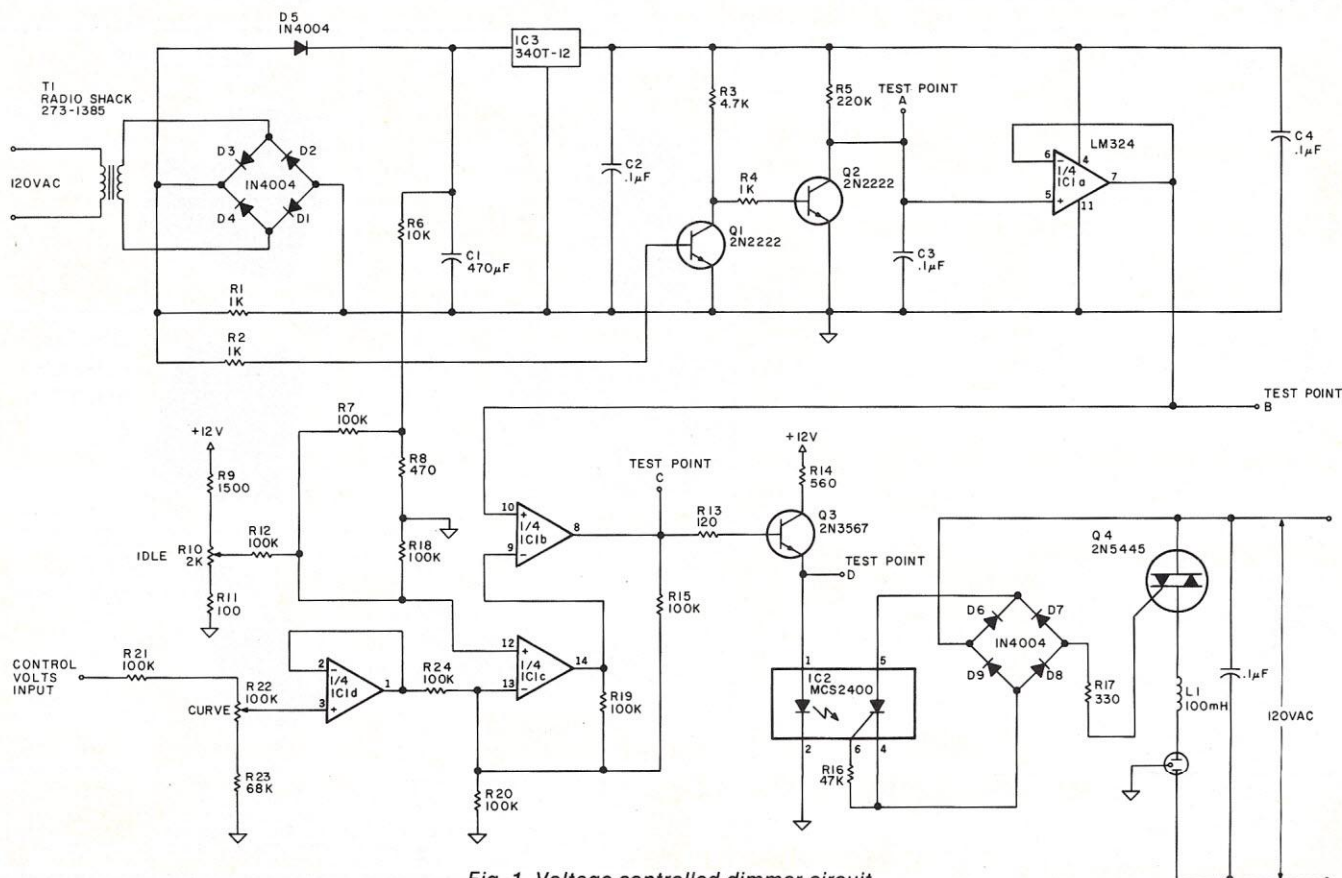 D5
1N4004
IC3
340T-12
T1
RADIO SHACK
273-1385
120VAC
D3
D2
1N4004
D4
D1
R1
1K
R2
1K
R6
10K
C1
470µF
C2
.1µF
R3
4.7K
R4
1K
Q1
2N2222
R5
220K
Q2
2N2222
TEST POINT
A
C3
.1µF
LM324
6
-
4
1/4
IC1a
7
5
+
11
C4
.1µF
TEST POINT
B
R7
100K
+12V
R9
1500
R8
470
IDLE
R10
2K
R12
100K
R18
100K
R11
100
CONTROL
VOLTS
INPUT
R21
100K
R22
100K
CURVE
R23
68K
2
-
1/4
IC1d
1
3
+
R24
100K
10
+
1/4
IC1b
8
9
-
12
+
1/4
IC1c
14
13
-
R19
100K
R20
100K
TEST POINT
C
R13
120
R15
100K
+12V
R14
560
Q3
2N3567
TEST POINT
D
1
5
IC2
MCS2400
2
6
4
R16
47K
D6
D7
1N4004
D9
D8
R17
330
Q4
2N5445
L1
100mH
.1µF
120VAC
Fig. 1 Voltage controlled dimmer circuit